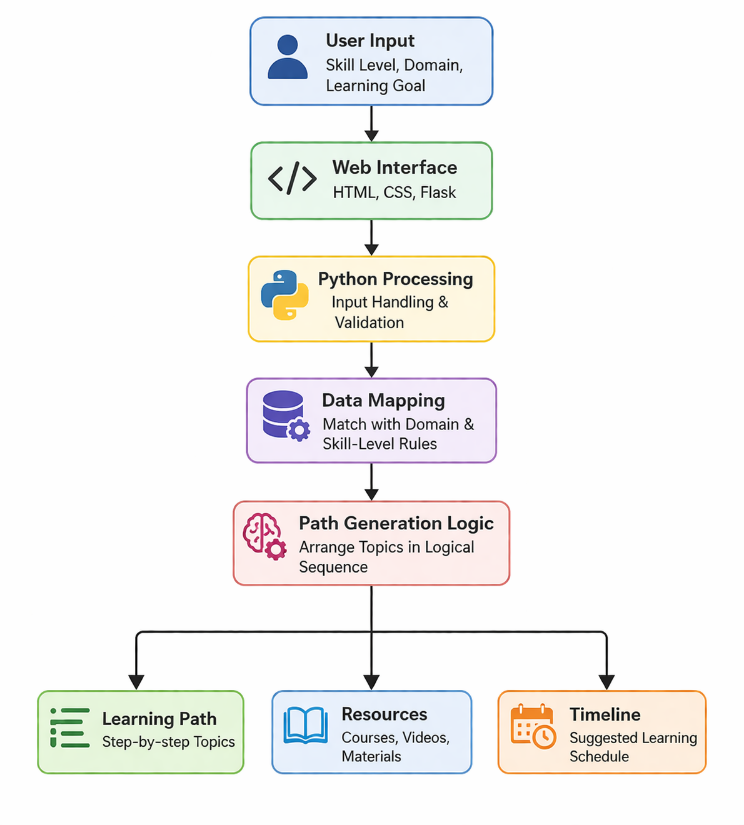 User Input
Skill Level, Domain,
Learning Goal
</>
Web Interface
HTML, CSS, Flask
Python Processing
Input Handling &
Validation
Data Mapping
Match with Domain &
Skill-Level Rules
Path Generation Logic
Arrange Topics in Logical
Sequence
Learning Path
Step-by-step Topics
Resources
Courses, Videos,
Materials
Timeline
Suggested Learning
Schedule